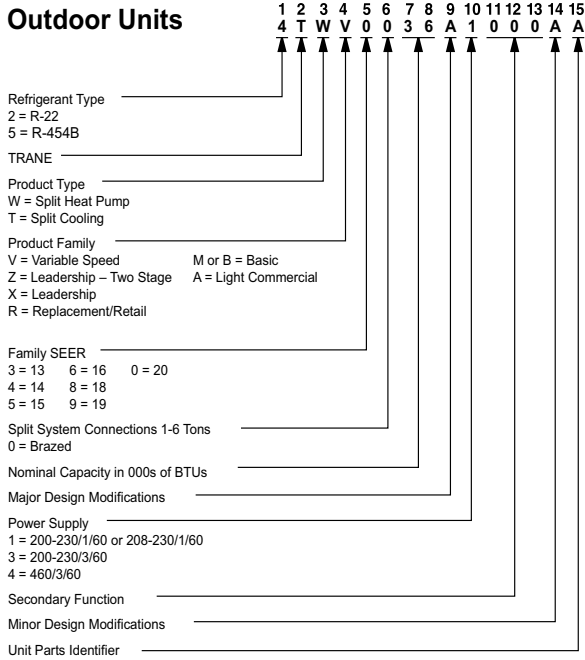 Outdoor Units
1 2 3 4 5 6 7 8 9 10 11 12 13 14 15
4 T W V 0 0 3 6 A 1 0 0 0 A A
Refrigerant Type
2 = R-22
5 = R-454B
TRANE
Product Type
W = Split Heat Pump
T = Split Cooling
Product Family
V = Variable Speed M or B = Basic
Z = Leadership – Two Stage A = Light Commercial
X = Leadership
R = Replacement/Retail
Family SEER
3 = 13 6 = 16 0 = 20
4 = 14 8 = 18
5 = 15 9 = 19
Split System Connections 1-6 Tons
0 = Brazed
Nominal Capacity in 000s of BTUs
Major Design Modifications
Power Supply
1 = 200-230/1/60 or 208-230/1/60
3 = 200-230/3/60
4 = 460/3/60
Secondary Function
Minor Design Modifications
Unit Parts Identifier